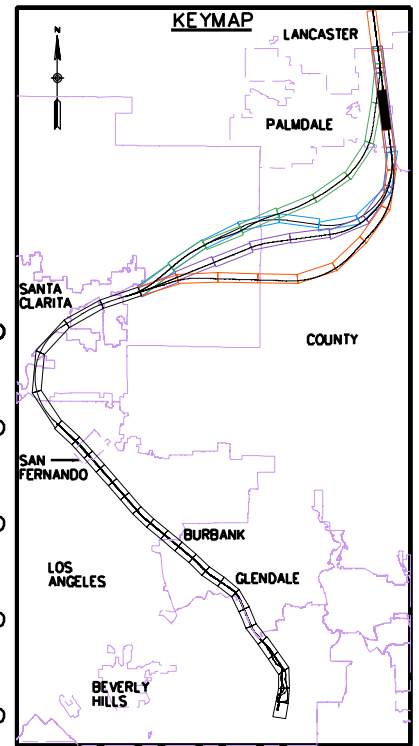 KEYMAP
N
LANCASTER
PALMDALE
SANTA
CLARITA
COUNTY
SAN
FERNANDO
BURBANK
LOS
ANGELES
GLENDALE
BEVERLY
HILLS